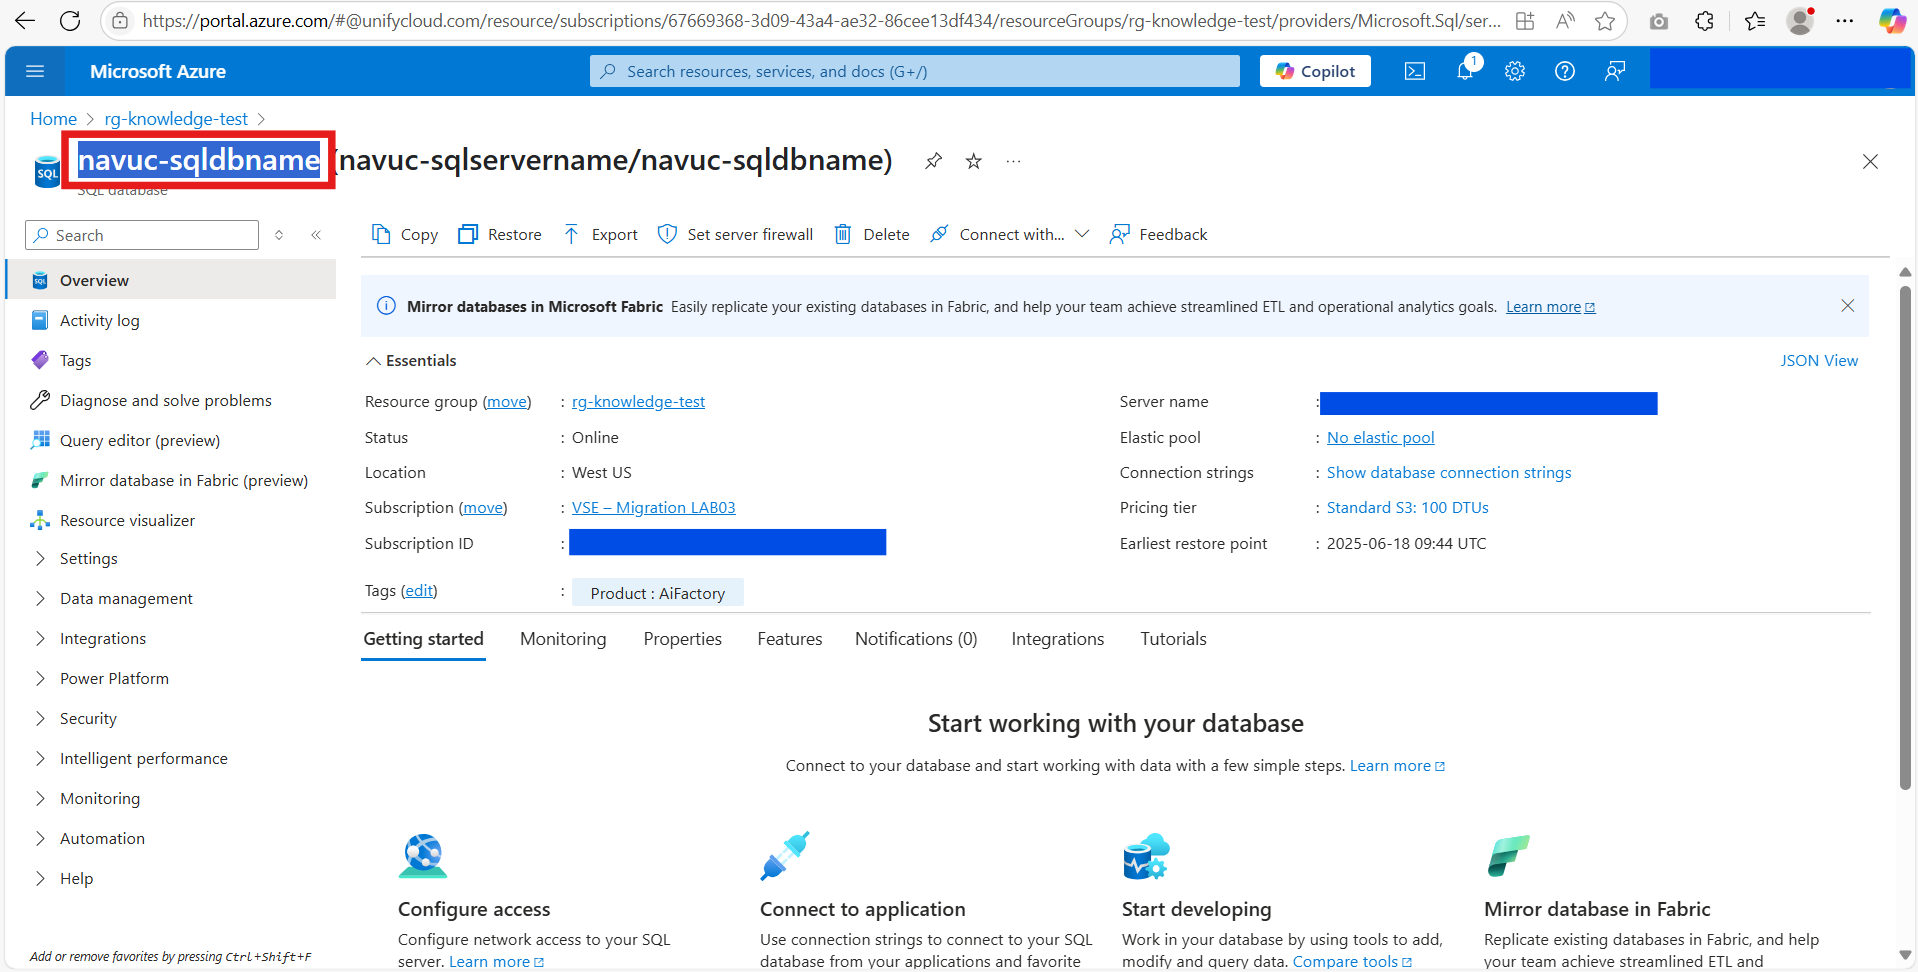 https://portal.azure.com/#@unifycloud.com/resource/subscriptions/67669368-3d09-43a4-ae32-86cee13df434/resourceGroups/rg-knowledge-test/providers/Microsoft.Sql/ser...
Microsoft Azure
Search resources, services, and docs (G+/)
Copilot
1
Home > rg-knowledge-test >
navuc-sqldbname (navuc-sqlservername/navuc-sqldbname)
SQL
SQL database
Search
Copy Restore Export Set server firewall Delete Connect with... Feedback
Overview
Activity log
Tags
Diagnose and solve problems
Query editor (preview)
Mirror database in Fabric (preview)
Resource visualizer
Settings
Data management
Integrations
Power Platform
Security
Intelligent performance
Monitoring
Automation
Help
Add or remove favorites by pressing Ctrl+Shift+F
Mirror databases in Microsoft Fabric Easily replicate your existing databases in Fabric, and help your team achieve streamlined ETL and operational analytics goals. Learn more
Essentials
JSON View
Resource group (move) : rg-knowledge-test
Status : Online
Location : West US
Subscription (move) : VSE – Migration LAB03
Subscription ID :
Tags (edit) : Product : AiFactory
Server name :
Elastic pool : No elastic pool
Connection strings : Show database connection strings
Pricing tier : Standard S3: 100 DTUs
Earliest restore point : 2025-06-18 09:44 UTC
Getting started Monitoring Properties Features Notifications (0) Integrations Tutorials
Start working with your database
Connect to your database and start working with data with a few simple steps. Learn more
Configure access
Configure network access to your SQL
server. Learn more
Connect to application
Use connection strings to connect to your SQL
database from your applications and favorite
Start developing
Work in your database by using tools to add,
modify and query data. Compare tools
Mirror database in Fabric
Replicate existing databases in Fabric, and help
your team achieve streamlined ETL and